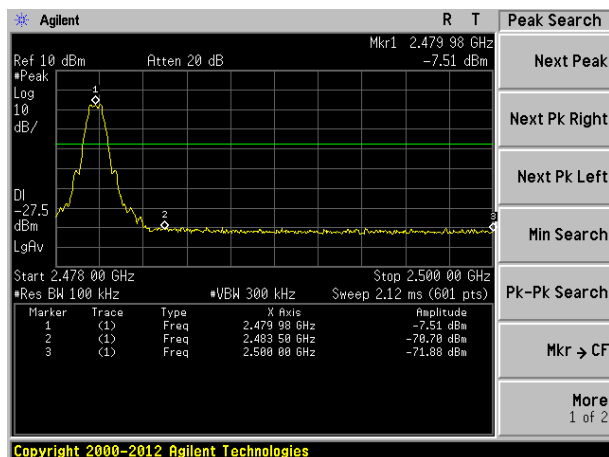 Agilent R T Peak Search
Mkr1 2.479 98 GHz
Ref 10 dBm Atten 20 dB -7.51 dBm
#Peak
Log
10
dB/
1
2
3
DI
-27.5
dBm
LgAv
Start 2.478 00 GHz Stop 2.500 00 GHz
#Res BW 100 kHz #VBW 300 kHz Sweep 2.12 ms (601 pts)
Marker Trace Type X Axis Amplitude
1 (1) Freq 2.479 98 GHz -7.51 dBm
2 (1) Freq 2.483 50 GHz -70.70 dBm
3 (1) Freq 2.500 00 GHz -71.88 dBm
Next Peak
Next Pk Right
Next Pk Left
Min Search
Pk-Pk Search
Mkr → CF
More
1 of 2
Copyright 2000-2012 Agilent Technologies